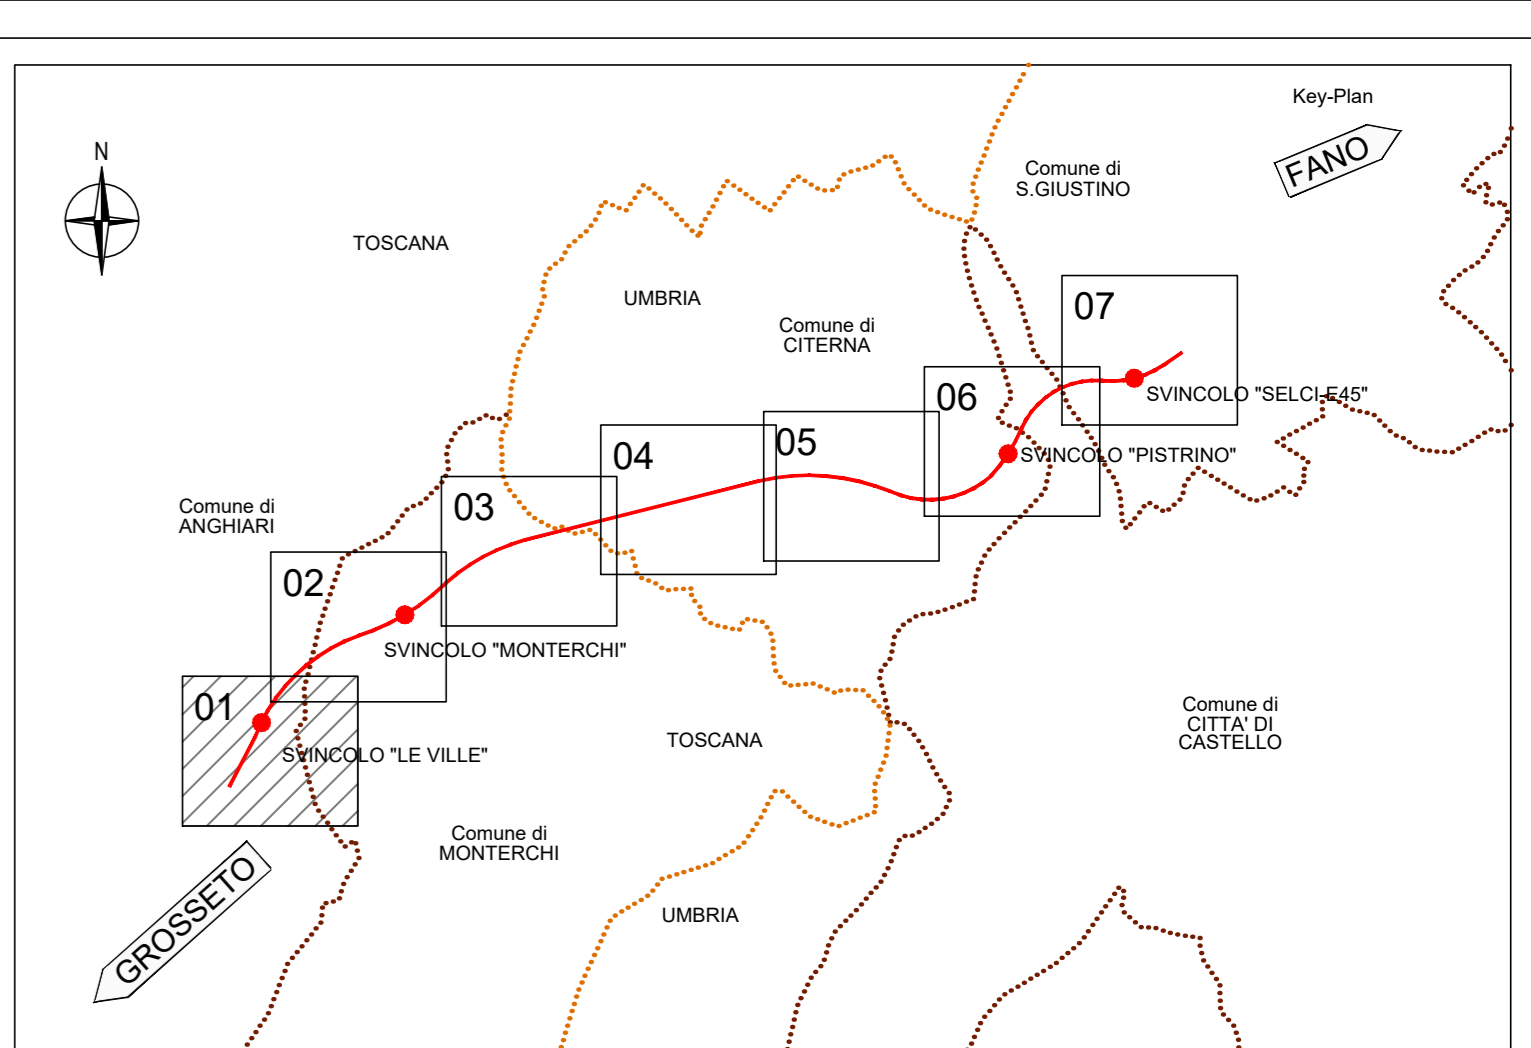 Key-Plan
N
FANO
Comune di
S.GIUSTINO
TOSCANA
UMBRIA
Comune di
CITERNA
07
SVINCOLO "SELCI-E45"
06
05
04
SVINCOLO "PISTRINO"
03
Comune di
ANGHIARI
02
SVINCOLO "MONTERCHI"
01
SVINCOLO "LE VILLE"
TOSCANA
Comune di
CITTA' DI
CASTELLO
Comune di
MONTERCHI
GROSSETO
UMBRIA